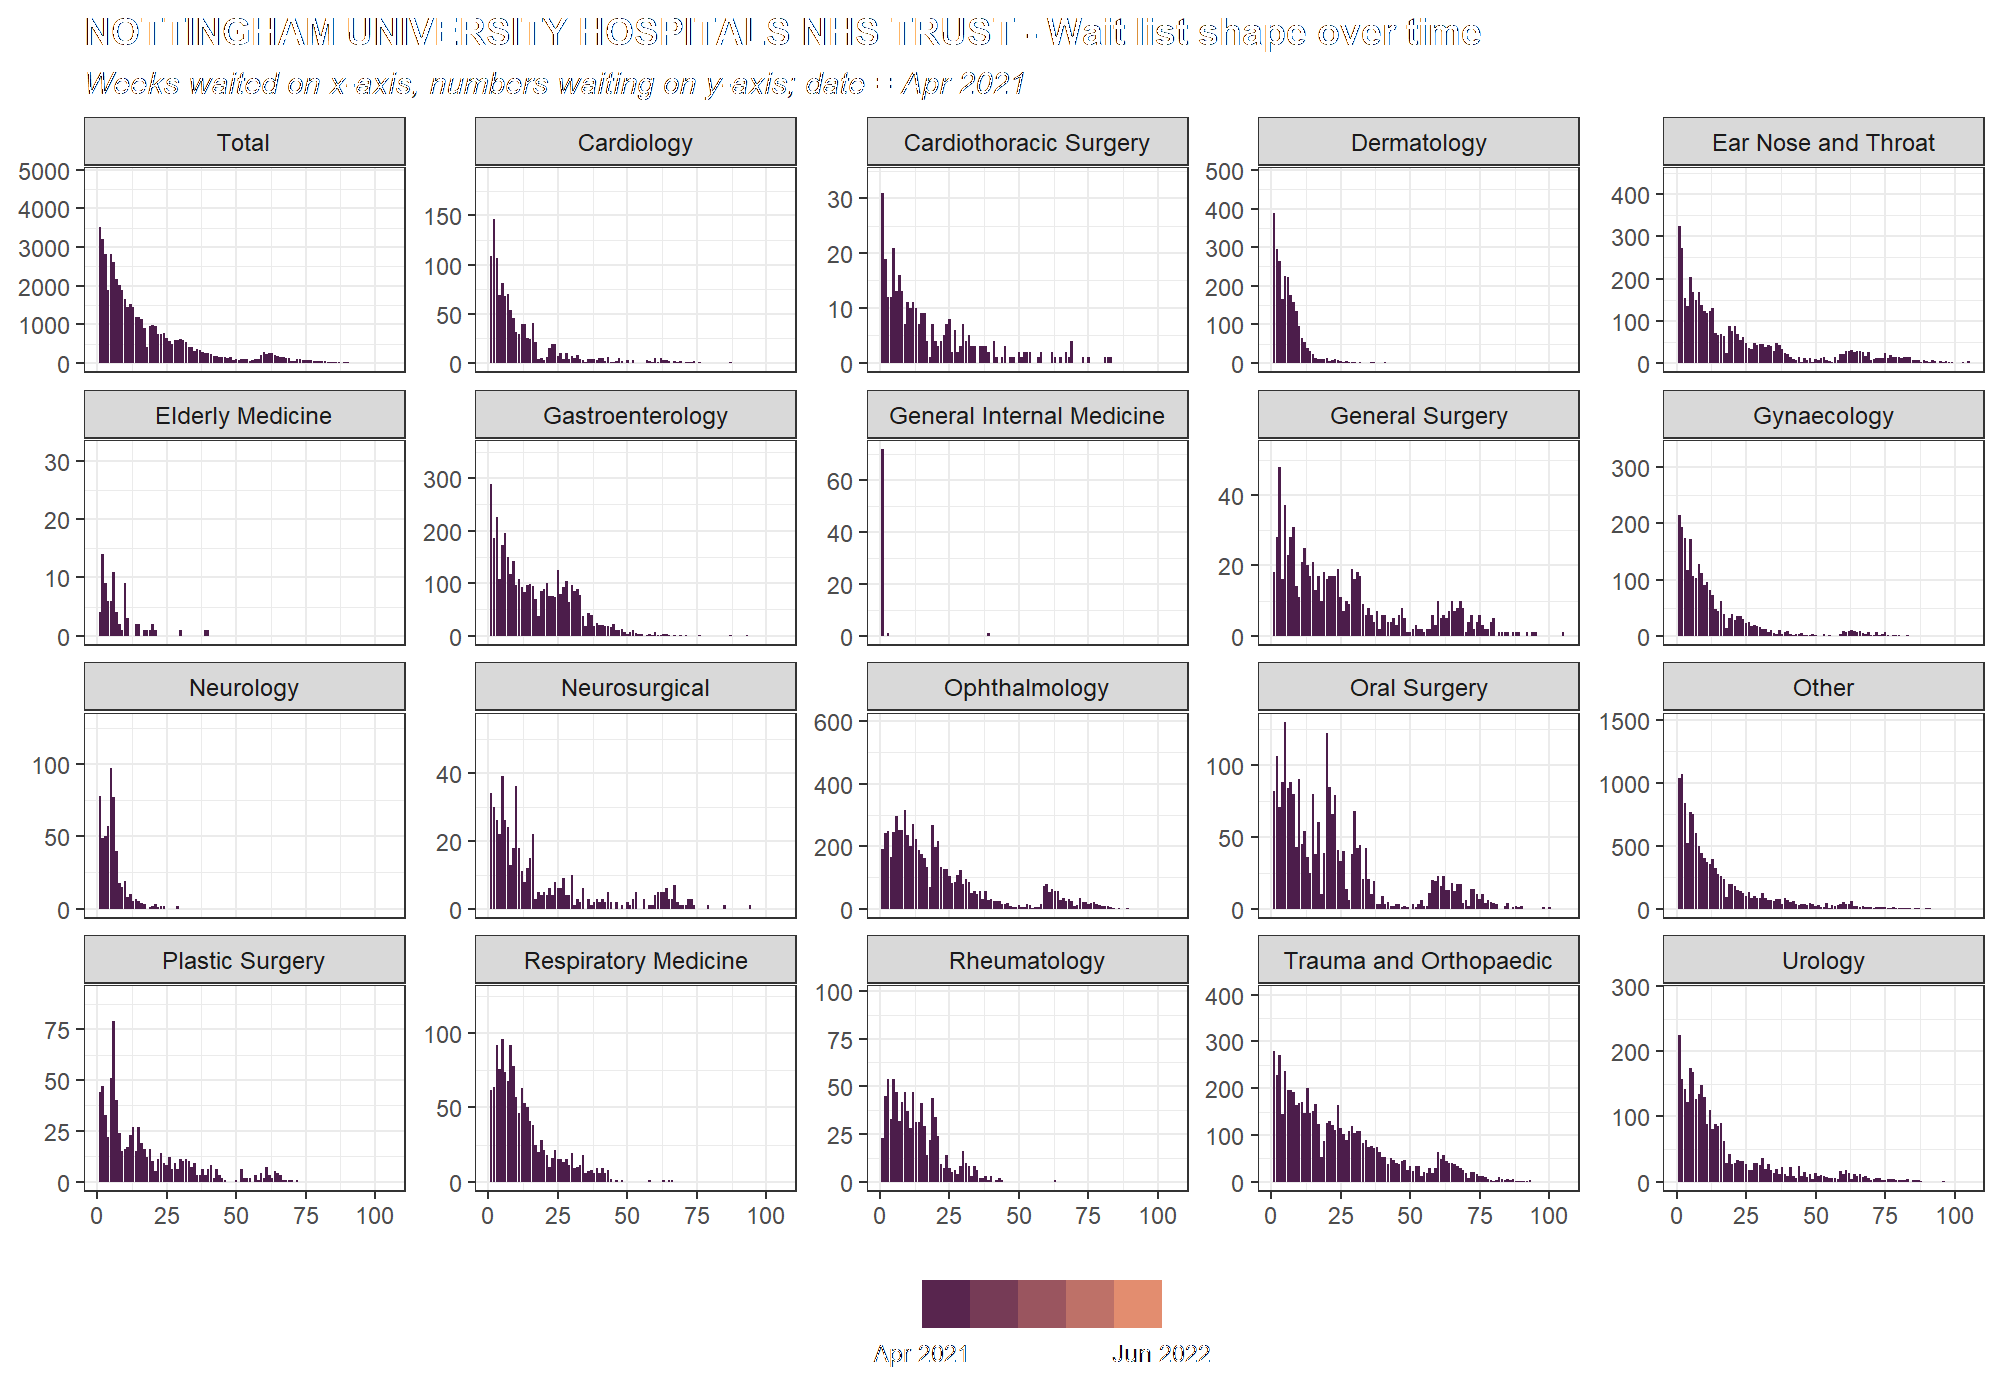 NOTTINGHAM UNIVERSITY HOSPITALS NHS TRUST - Wait list shape over time
Weeks waited on x-axis, numbers waiting on y-axis; date = Apr 2021
Total
Cardiology
Cardiothoracic Surgery
Dermatology
Ear Nose and Throat
5000
4000
3000
2000
1000
0
150
100
50
0
30
20
10
0
500
400
300
200
100
0
400
300
200
100
0
Elderly Medicine
Gastroenterology
General Internal Medicine
General Surgery
Gynaecology
30
20
10
0
300
200
100
0
60
40
20
0
40
20
0
300
200
100
0
Neurology
Neurosurgical
Ophthalmology
Oral Surgery
Other
100
50
0
40
20
0
600
400
200
0
100
50
0
1500
1000
500
0
Plastic Surgery
Respiratory Medicine
Rheumatology
Trauma and Orthopaedic
Urology
75
50
25
0
100
50
0
100
75
50
25
0
400
300
200
100
0
300
200
100
0
0 25 50 75 100
0 25 50 75 100
0 25 50 75 100
0 25 50 75 100
0 25 50 75 100
Apr 2021
Jun 2022